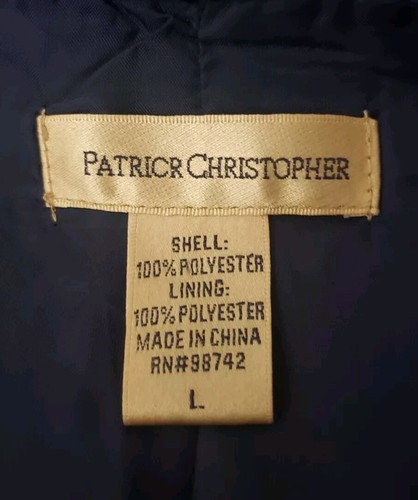 PATRICR CHRISTOPHER
SHELL:
100% POLYESTER
LINING:
100% POLYESTER
MADE IN CHINA
RN#98742
L